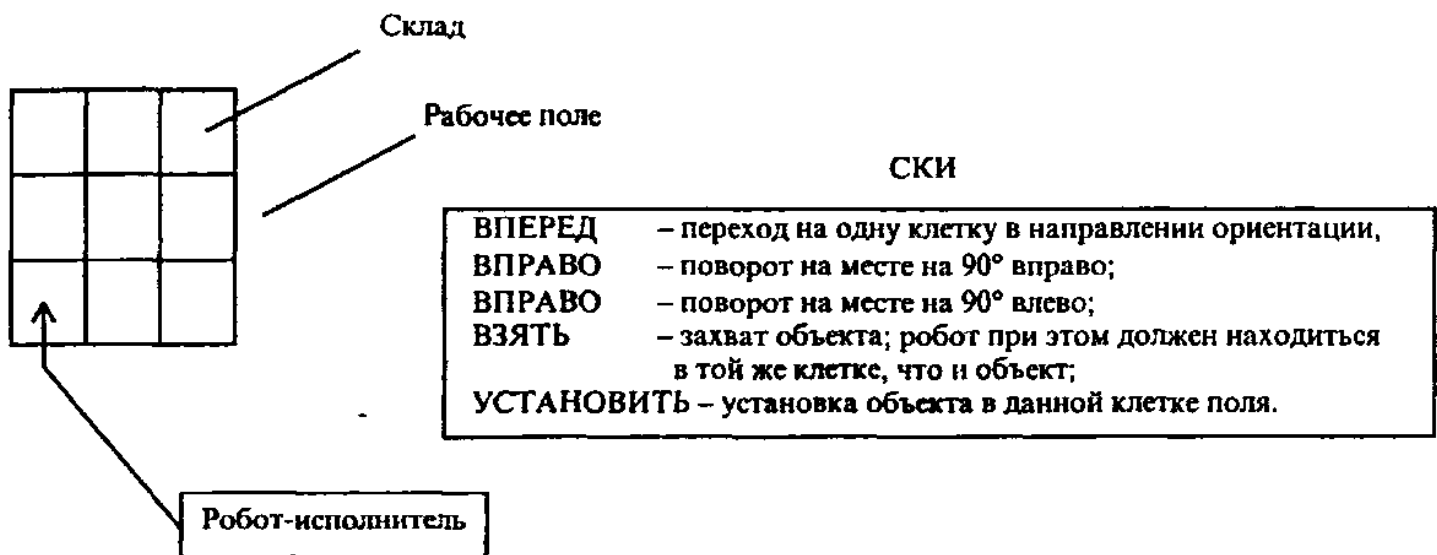 Склад
Рабочее поле
СКИ
ВПЕРЕД – переход на одну клетку в направлении ориентации,
ВПРАВО – поворот на месте на 90° вправо;
ВПРАВО – поворот на месте на 90° влево;
ВЗЯТЬ – захват объекта; робот при этом должен находиться
в той же клетке, что и объект;
УСТАНОВИТЬ – установка объекта в данной клетке поля.
Робот-исполнитель